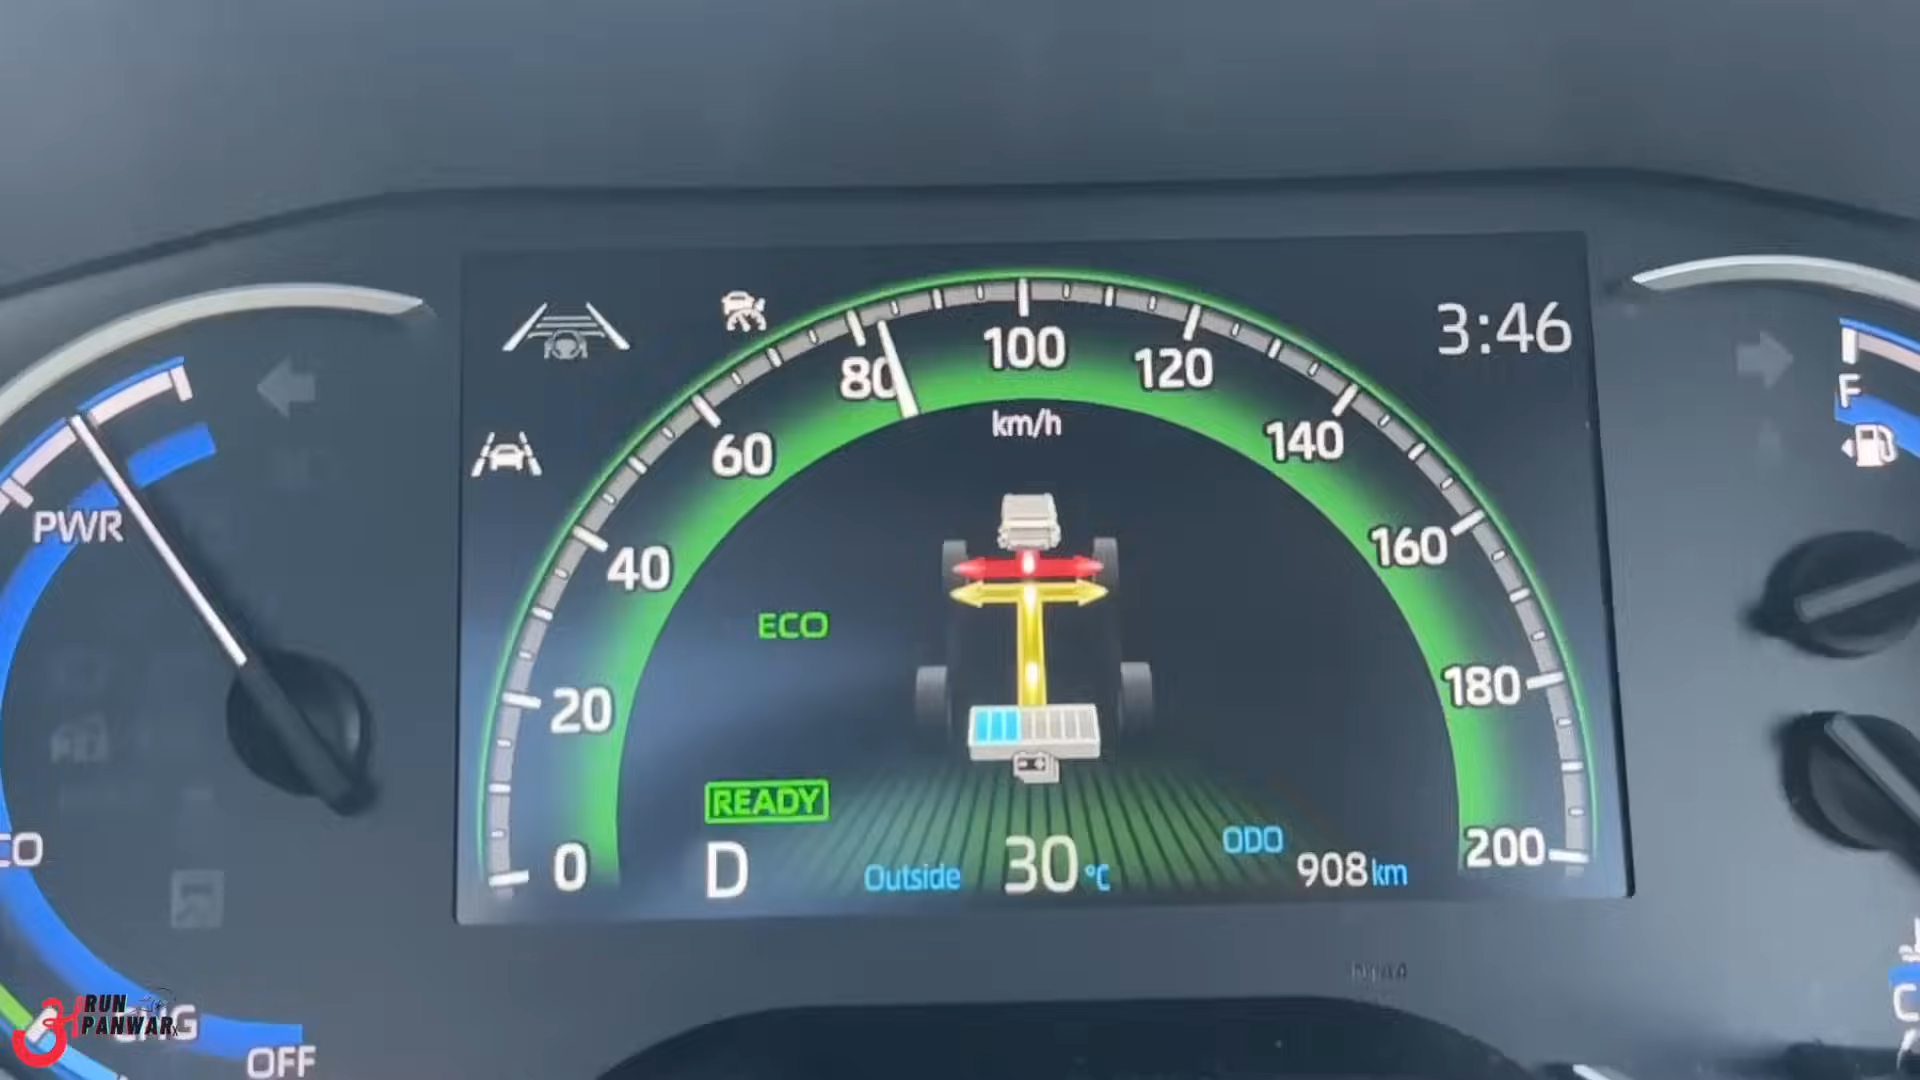 3:46
80
100
120
km/h
60
140
40
160
20
180
0
200
PWR
F
ECO
READY
D
Outside
30 °C
ODO
908 km
CO
CHG
OFF
C
RUN
PANWAR